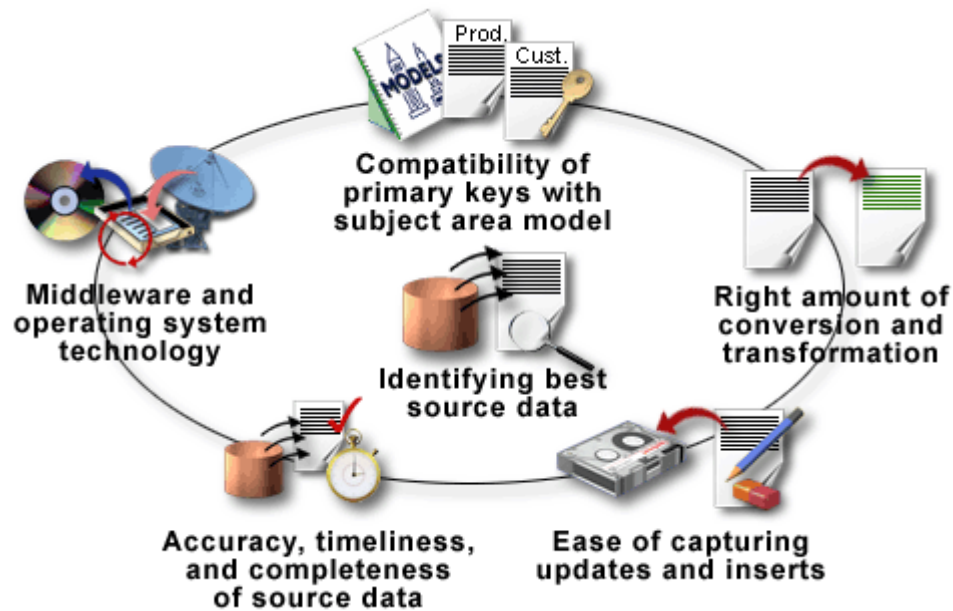 MODELS
Prod.
Cust.
Compatibility of
primary keys with
subject area model
Middleware and
operating system
technology
Right amount of
conversion and
transformation
Identifying best
source data
Accuracy, timeliness,
and completeness
of source data
Ease of capturing
updates and inserts